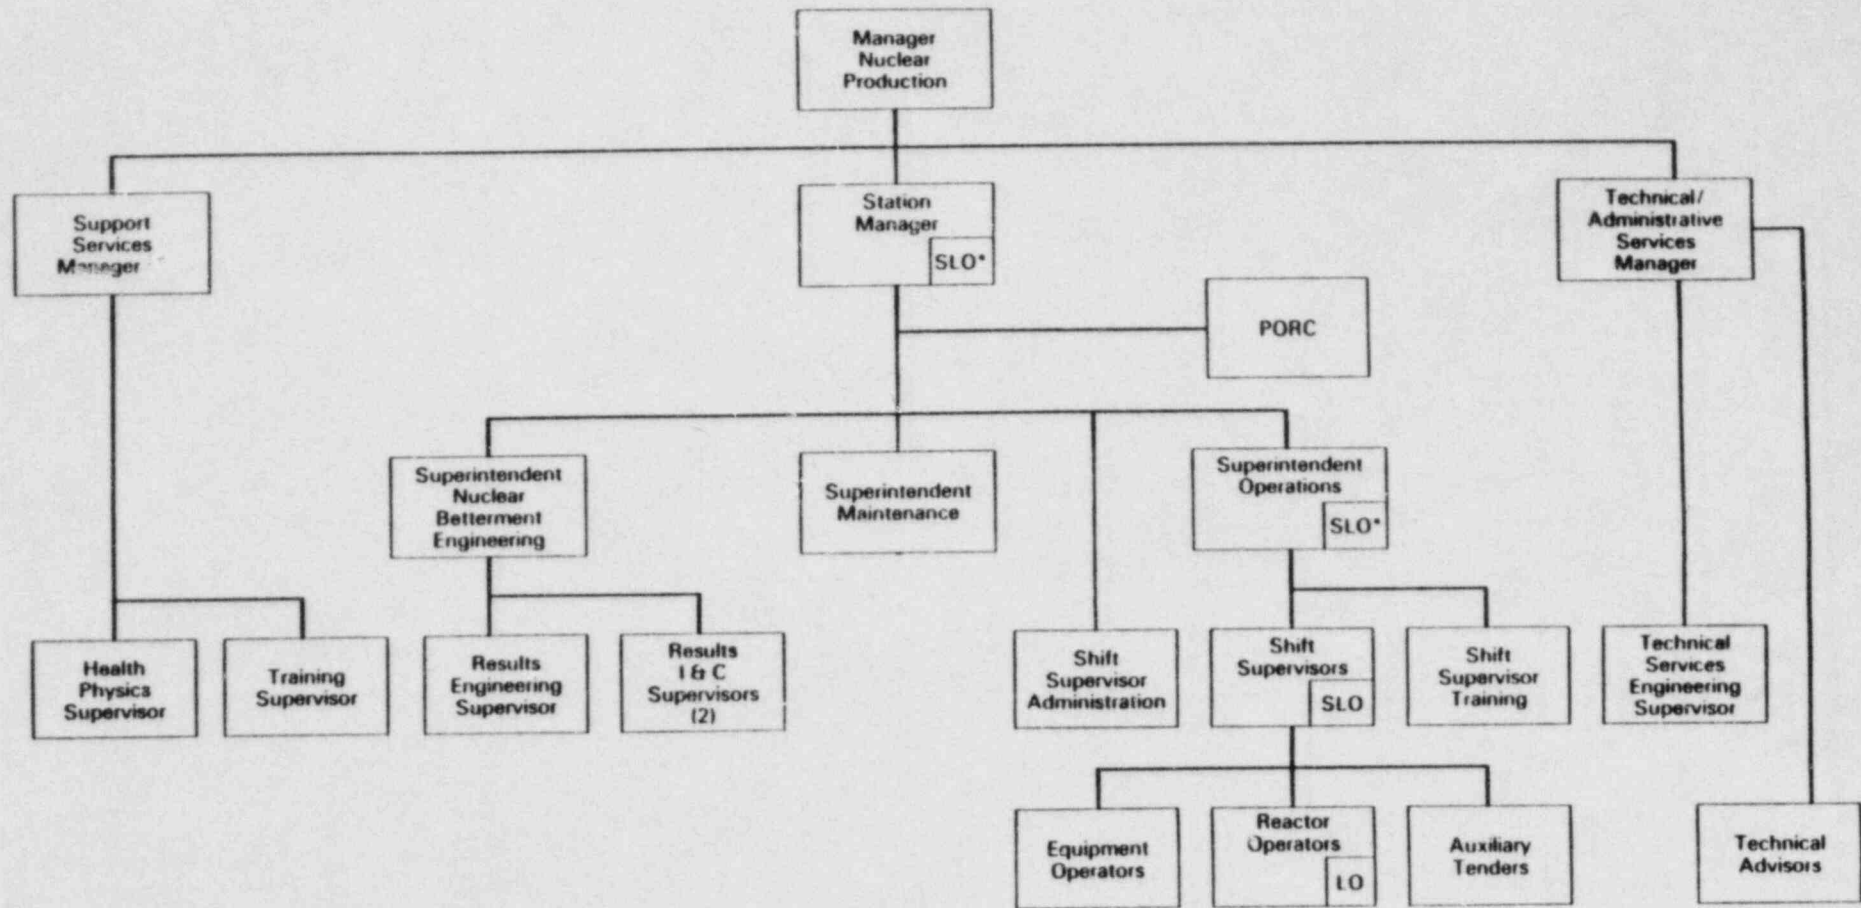 Manager
Nuclear
Production
Support
Services
Manager
Station
Manager
SLO*
Technical/
Administrative
Services
Manager
PORC
Superintendent
Nuclear
Betterment
Engineering
Superintendent
Maintenance
Superintendent
Operations
SLO*
Health
Physics
Supervisor
Training
Supervisor
Results
Engineering
Supervisor
Results
I & C
Supervisors
(2)
Shift
Supervisor
Administration
Shift
Supervisors
SLO
Shift
Supervisor
Training
Technical
Services
Engineering
Supervisor
Equipment
Operators
Reactor
Operators
LO
Auxiliary
Tenders
Technical
Advisors